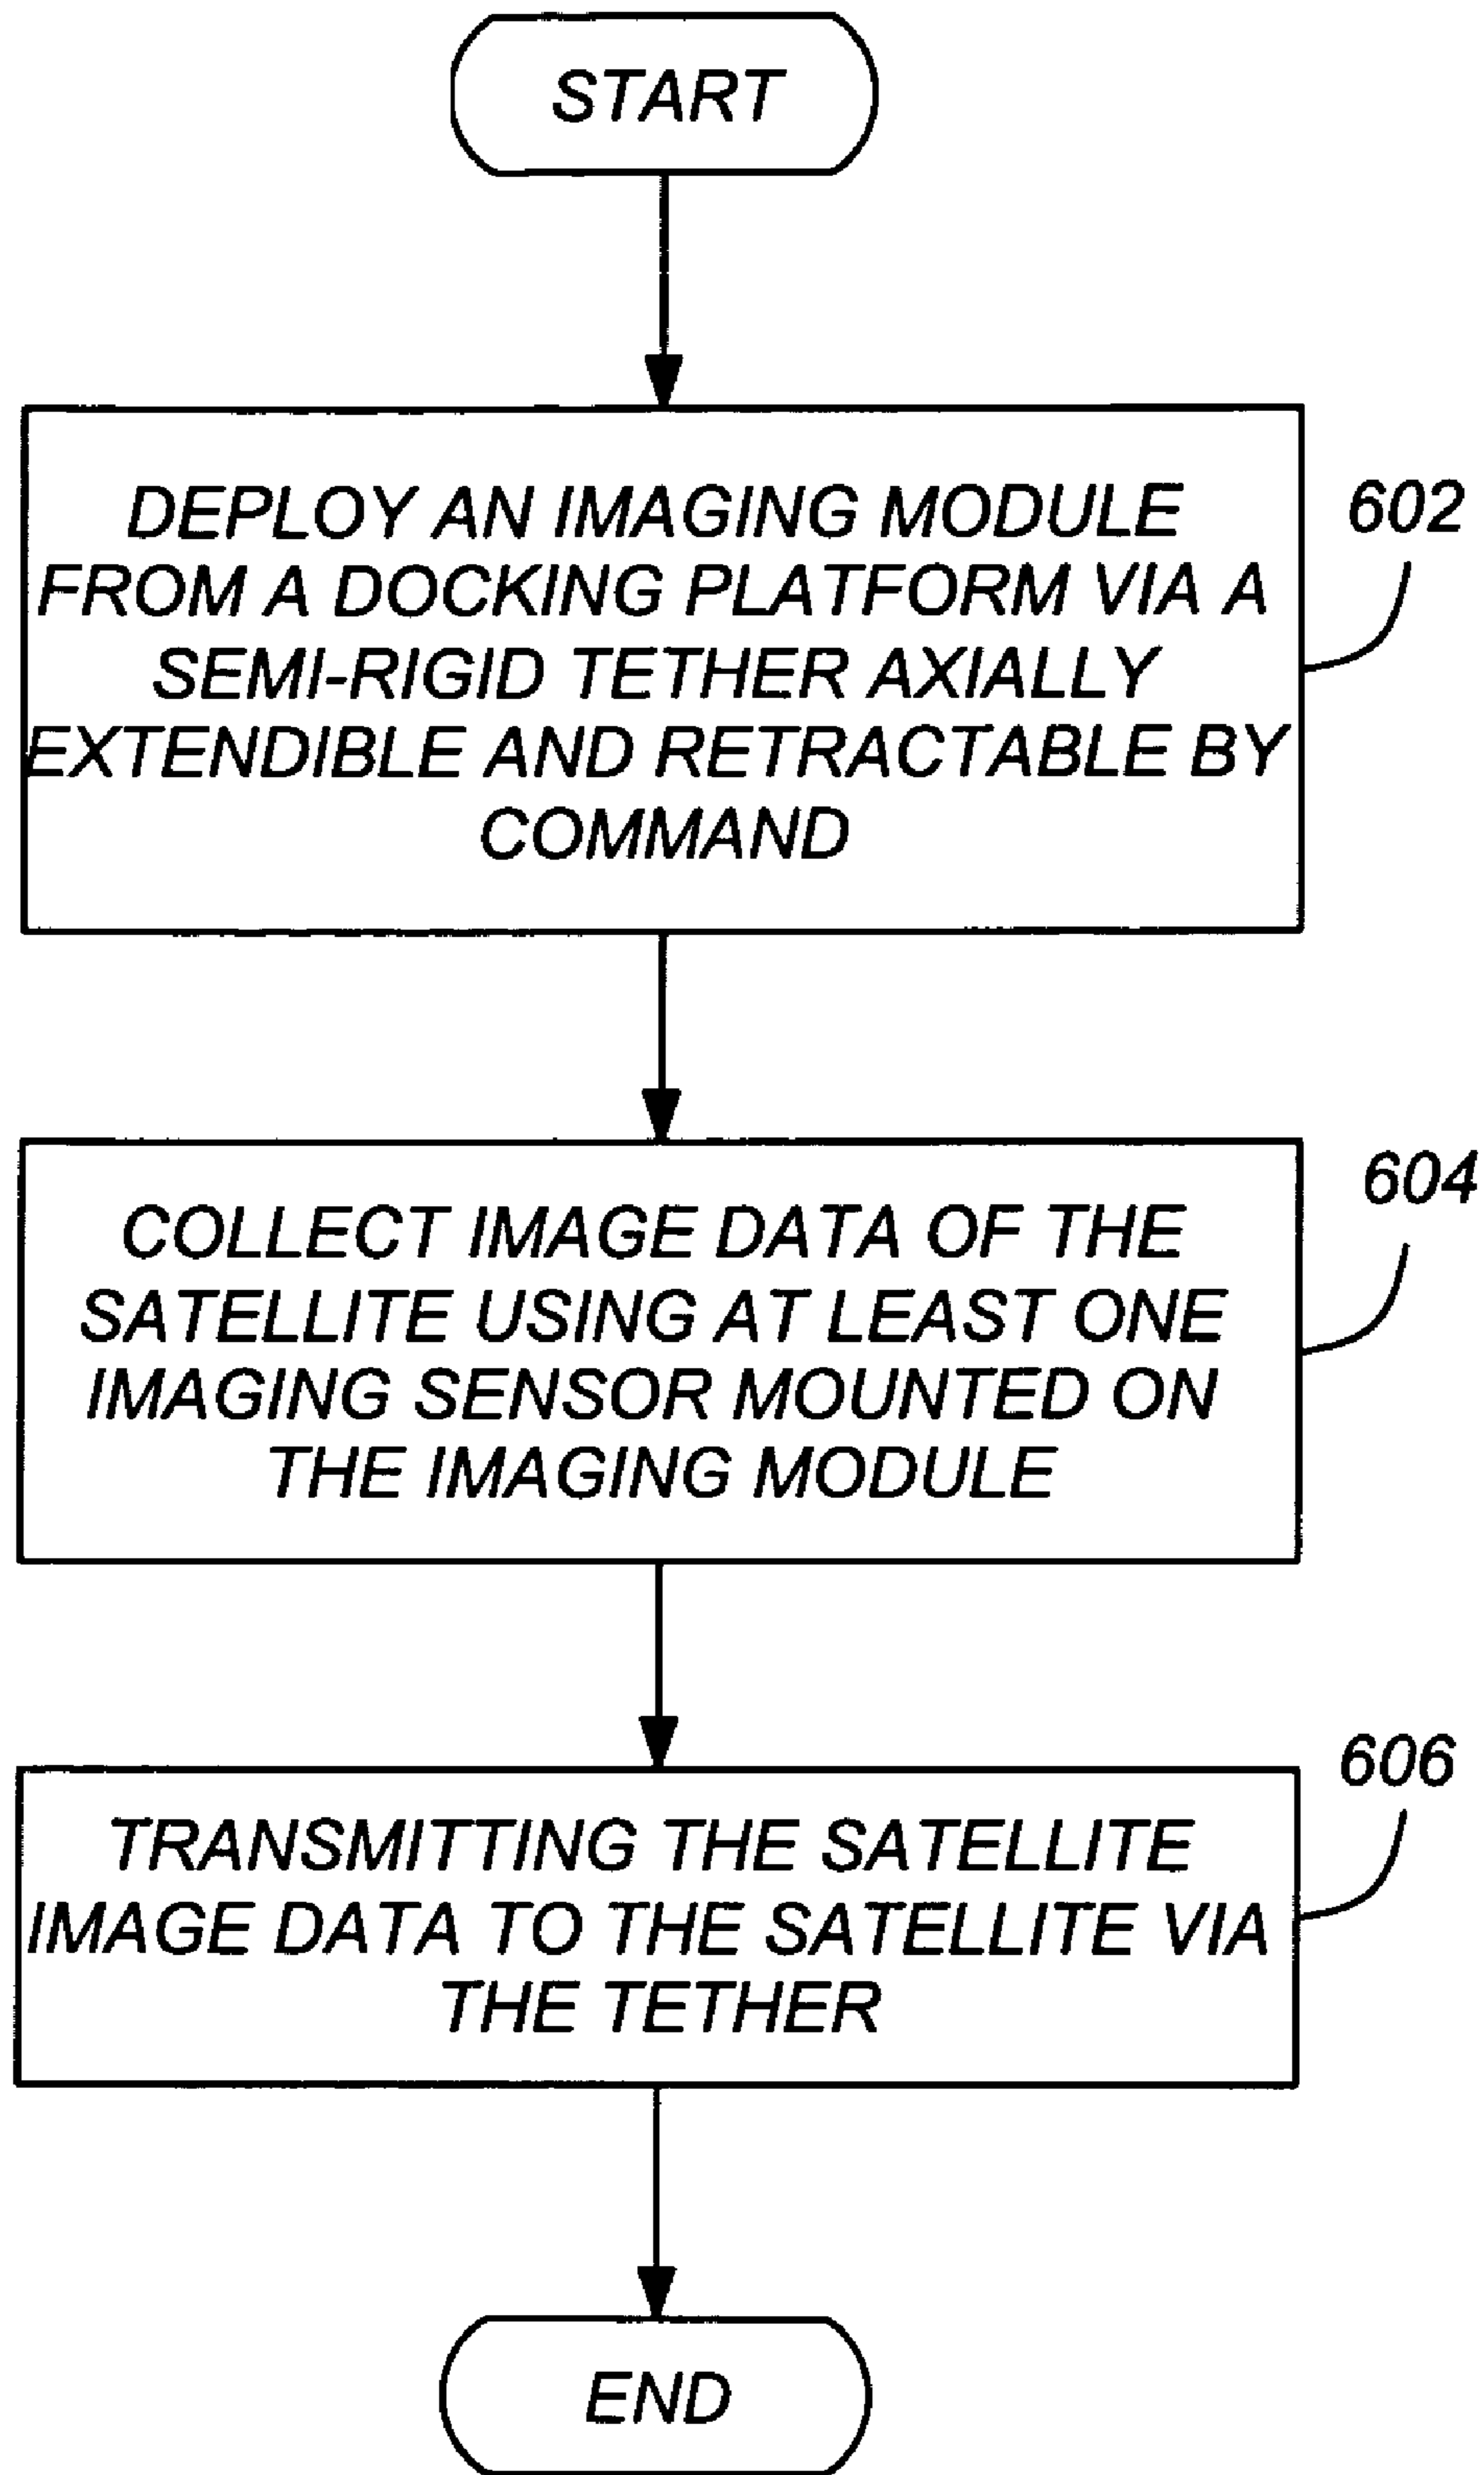 START
DEPLOY AN IMAGING MODULE
FROM A DOCKING PLATFORM VIA A
SEMI-RIGID TETHER AXIALLY
EXTENDIBLE AND RETRACTABLE BY
COMMAND
602
COLLECT IMAGE DATA OF THE
SATELLITE USING AT LEAST ONE
IMAGING SENSOR MOUNTED ON
THE IMAGING MODULE
604
TRANSMITTING THE SATELLITE
IMAGE DATA TO THE SATELLITE VIA
THE TETHER
606
END